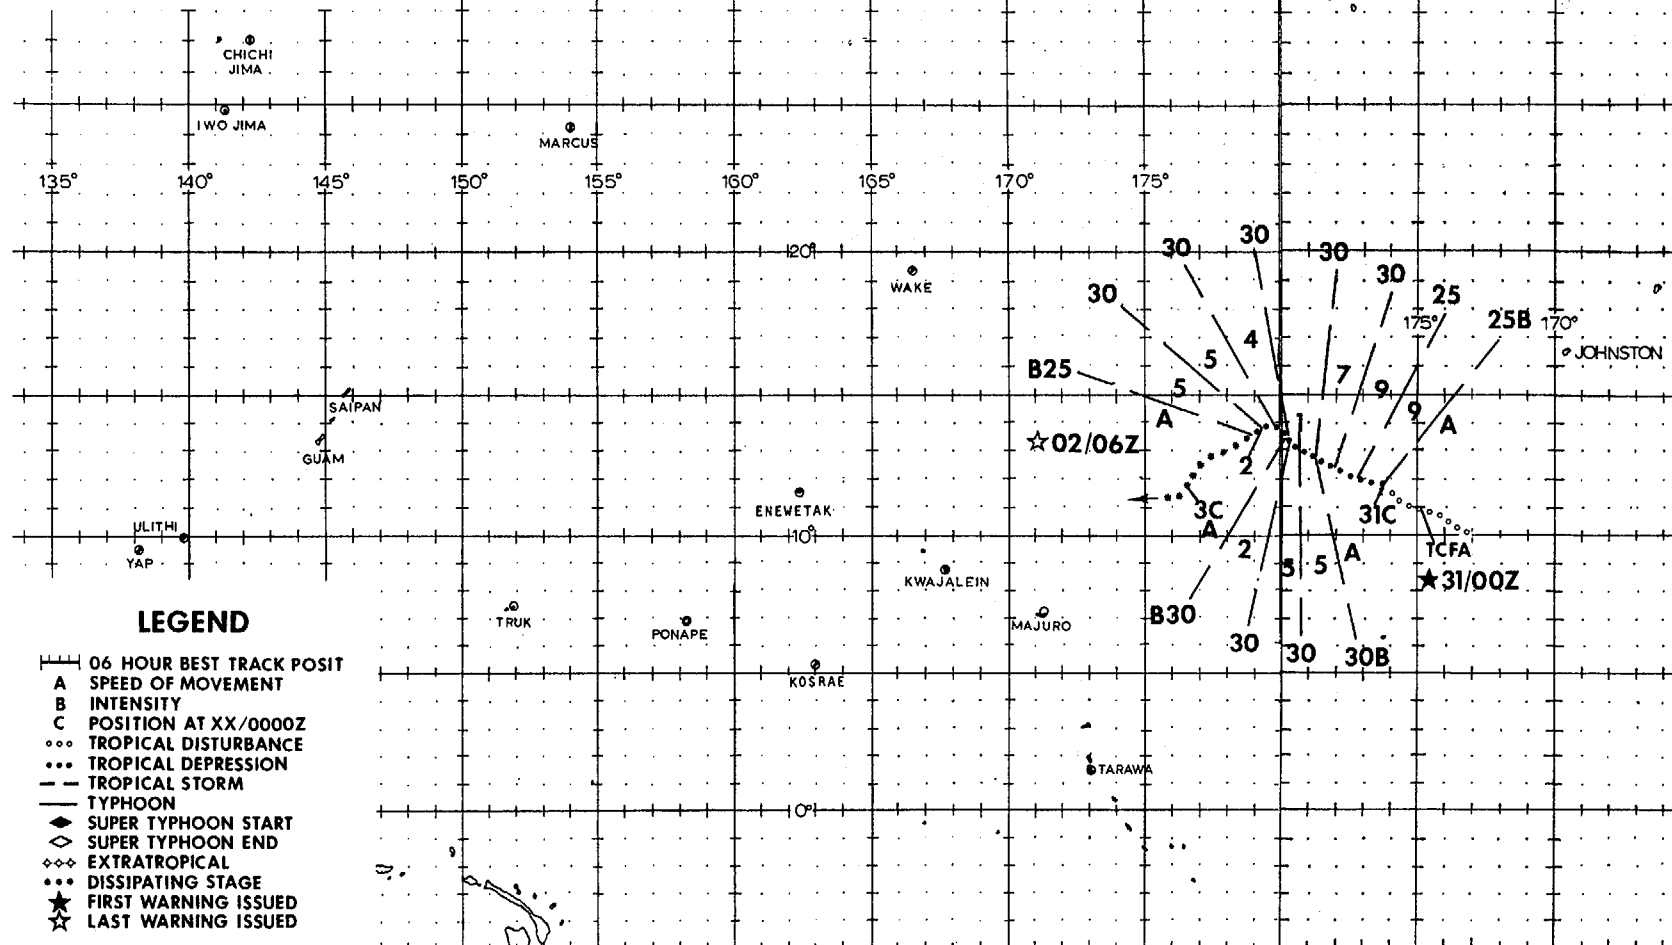 CHICHI
JIMA
IWO JIMA
MARCUS
135° 140° 145° 150° 155° 160° 165° 170° 175°
30
30
20°
30
WAKE
30
30
25
175°
25B
170°
JOHNSTON
4
5
B25
7
5
9
9
SAIPAN
A
A
02/06Z
GUAM
2
ENEWETAK
3C
31C
ULITHI
A
10°
YAP
2
A
TCFA
5
5
KWAJALEIN
31/00Z
TRUK
PONAPE
MAJURO
B30
30
30
30B
KOSRAE
TARAWA
0°
LEGEND
06 HOUR BEST TRACK POSIT
A SPEED OF MOVEMENT
B INTENSITY
C POSITION AT XX/0000Z
TROPICAL DISTURBANCE
TROPICAL DEPRESSION
TROPICAL STORM
TYPHOON
SUPER TYPHOON START
SUPER TYPHOON END
EXTRATROPICAL
DISSIPATING STAGE
FIRST WARNING ISSUED
LAST WARNING ISSUED